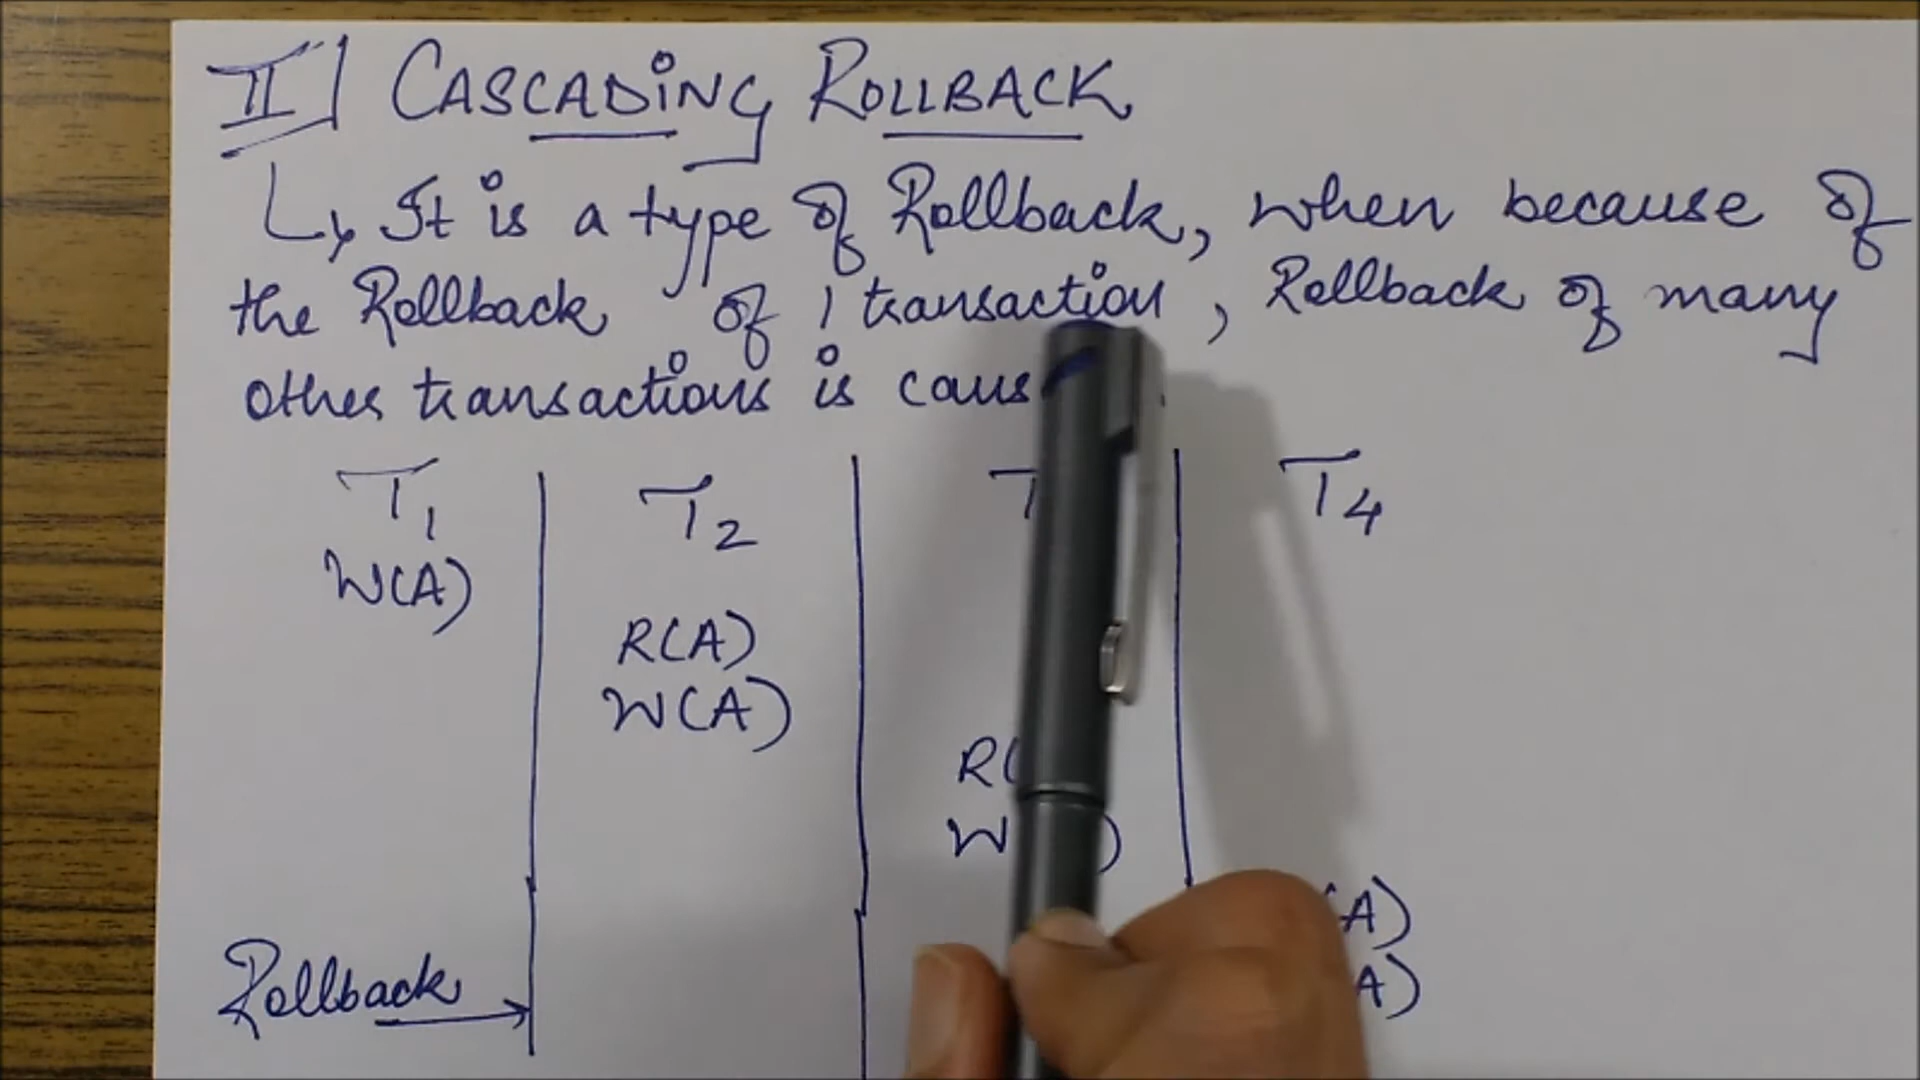 II] CASCADING ROLLBACK
↳ It is a type of Rollback, when because of
the Rollback of 1 transaction, Rollback of many
other transactions is
T1 T2 T4
W(A)
R(A)
W(A)
R(
W )
(A)
A)
Rollback →